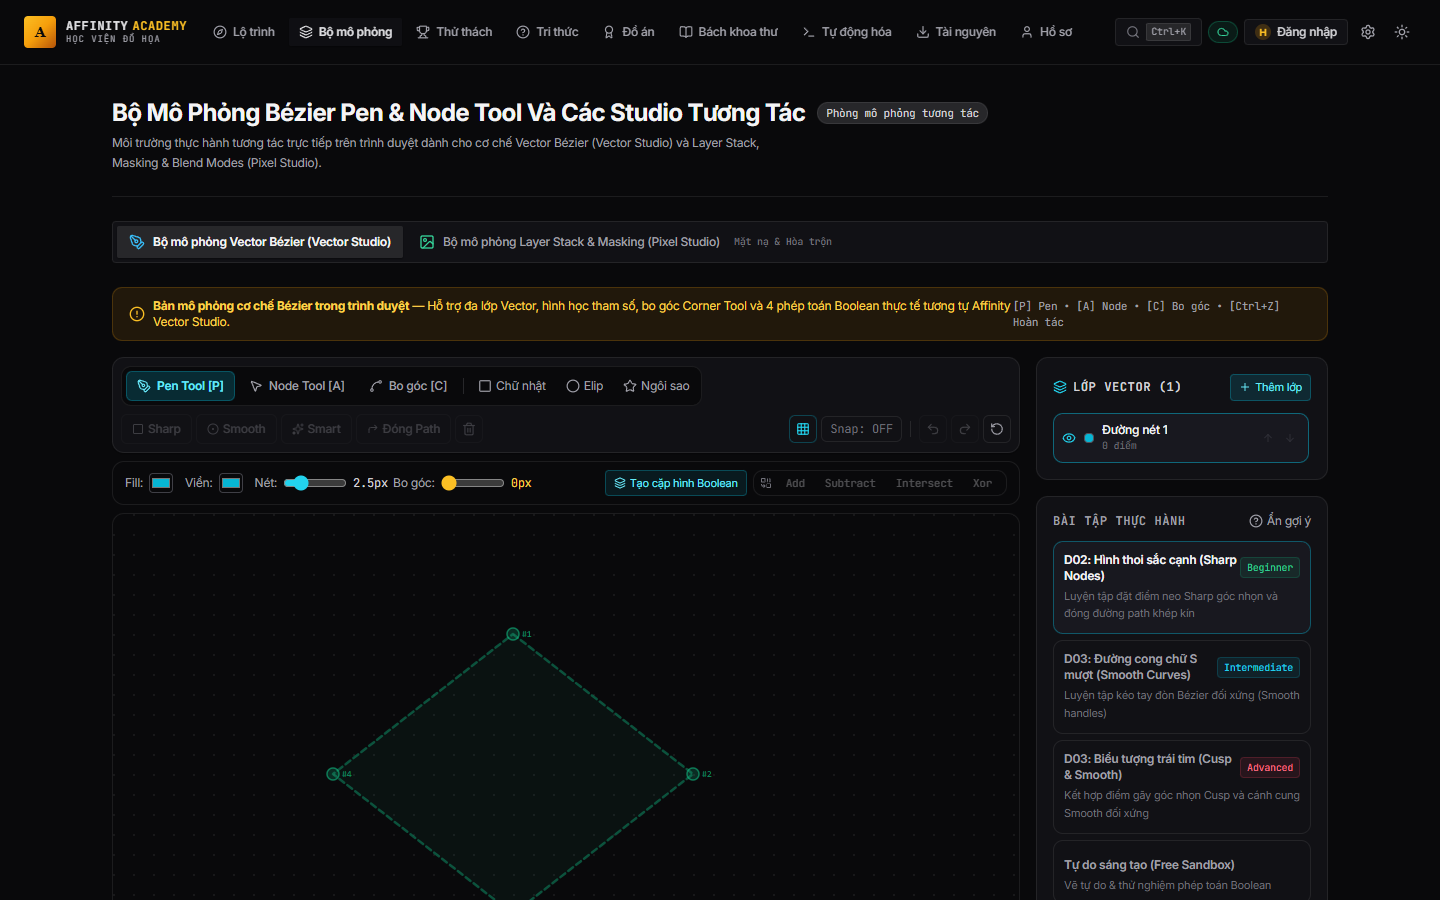 A
AFFINITY ACADEMY
HỌC VIỆN ĐỒ HỌA
Lộ trình
Bộ mô phỏng
Thử thách
Tri thức
Đồ án
Bách khoa thư
Tự động hóa
Tài nguyên
Hồ sơ
Ctrl+K
H
Đăng nhập
Bộ Mô Phỏng Bézier Pen & Node Tool Và Các Studio Tương Tác
Phòng mô phỏng tương tác
Môi trường thực hành tương tác trực tiếp trên trình duyệt dành cho cơ chế Vector Bézier (Vector Studio) và Layer Stack,
Masking & Blend Modes (Pixel Studio).
Bộ mô phỏng Vector Bézier (Vector Studio)
Bộ mô phỏng Layer Stack & Masking (Pixel Studio)
Mặt nạ & Hòa trộn
Bản mô phỏng cơ chế Bézier trong trình duyệt — Hỗ trợ đa lớp Vector, hình học tham số, bo góc Corner Tool và 4 phép toán Boolean thực tế tương tự Affinity
Vector Studio.
[P] Pen • [A] Node • [C] Bo góc • [Ctrl+Z]
Hoàn tác
Pen Tool [P]
Node Tool [A]
Bo góc [C]
Chữ nhật
Elip
Ngôi sao
Sharp
Smooth
Smart
Đóng Path
Snap: OFF
Fill:
Viền:
Nét:
2.5px
Bo góc:
0px
Tạo cặp hình Boolean
Add
Subtract
Intersect
Xor
#1
#2
#4
LỚP VECTOR (1)
Thêm lớp
Đường nét 1
0 điểm
BÀI TẬP THỰC HÀNH
Ẩn gợi ý
D02: Hình thoi sắc cạnh (Sharp
Nodes)
Beginner
Luyện tập đặt điểm neo Sharp góc nhọn và
đóng đường path khép kín
D03: Đường cong chữ S
mượt (Smooth Curves)
Intermediate
Luyện tập kéo tay đòn Bézier đối xứng (Smooth
handles)
D03: Biểu tượng trái tim (Cusp
& Smooth)
Advanced
Kết hợp điểm gãy góc nhọn Cusp và cánh cung
Smooth đối xứng
Tự do sáng tạo (Free Sandbox)
Vẽ tự do & thử nghiệm phép toán Boolean